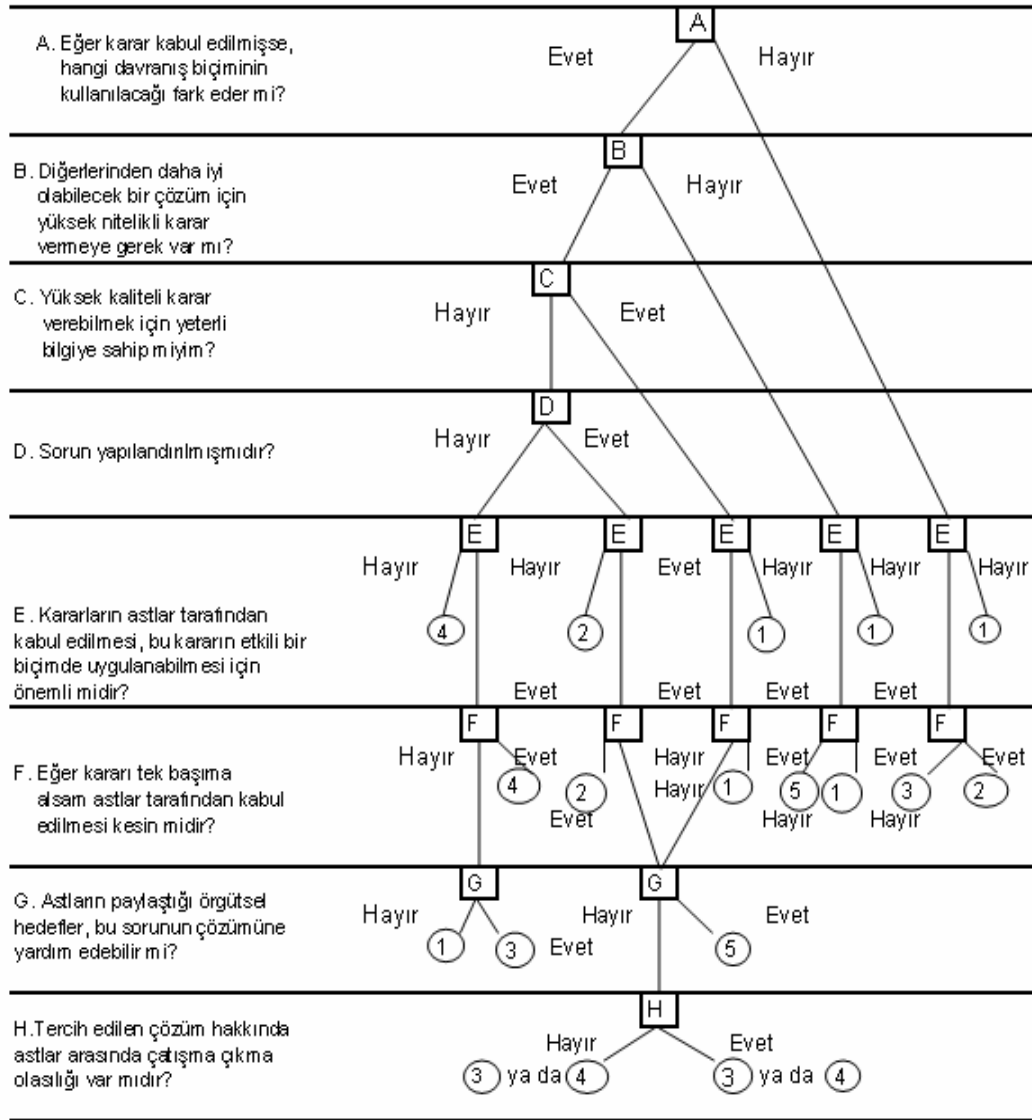 A
A. Eğer karar kabul edilmişse,
hangi davranış biçiminin
kullanılacağı fark eder mi?
Evet
Hayır
B
B. Diğerlerinden daha iyi
olabilecek bir çözüm için
yüksek nitelikli karar
vermeye gerek var mı?
Evet
Hayır
C
C. Yüksek kaliteli karar
verebilmek için yeterli
bilgiye sahip miyim?
Hayır
Evet
D
D. Sorun yapılandırılmışmıdır?
Hayır
Evet
E E E E E
Hayır Hayır Evet Hayır Hayır Hayır
4 2 1 1 1
E. Kararların astlar tarafından
kabul edilmesi, bu kararın etkili bir
biçimde uygulanabilmesi için
önemli midir?
Evet Evet Evet Evet
F F F F F
Hayır Evet Hayır Evet Evet Evet
F. Eğer kararı tek başıma
alsam astlar tarafından kabul
edilmesi kesin midir?
4 2 Hayır 1 5 1 3 2
Evet Hayır Hayır
G G
G. Astların paylaştığı örgütsel
hedefler, bu sorunun çözümüne
yardım edebilir mi?
Hayır Hayır Evet
1 3 Evet 5
H
H.Tercih edilen çözüm hakkında
astlar arasında çatışma çıkma
olasılığı var mıdır?
Hayır Evet
3 ya da 4 3 ya da 4